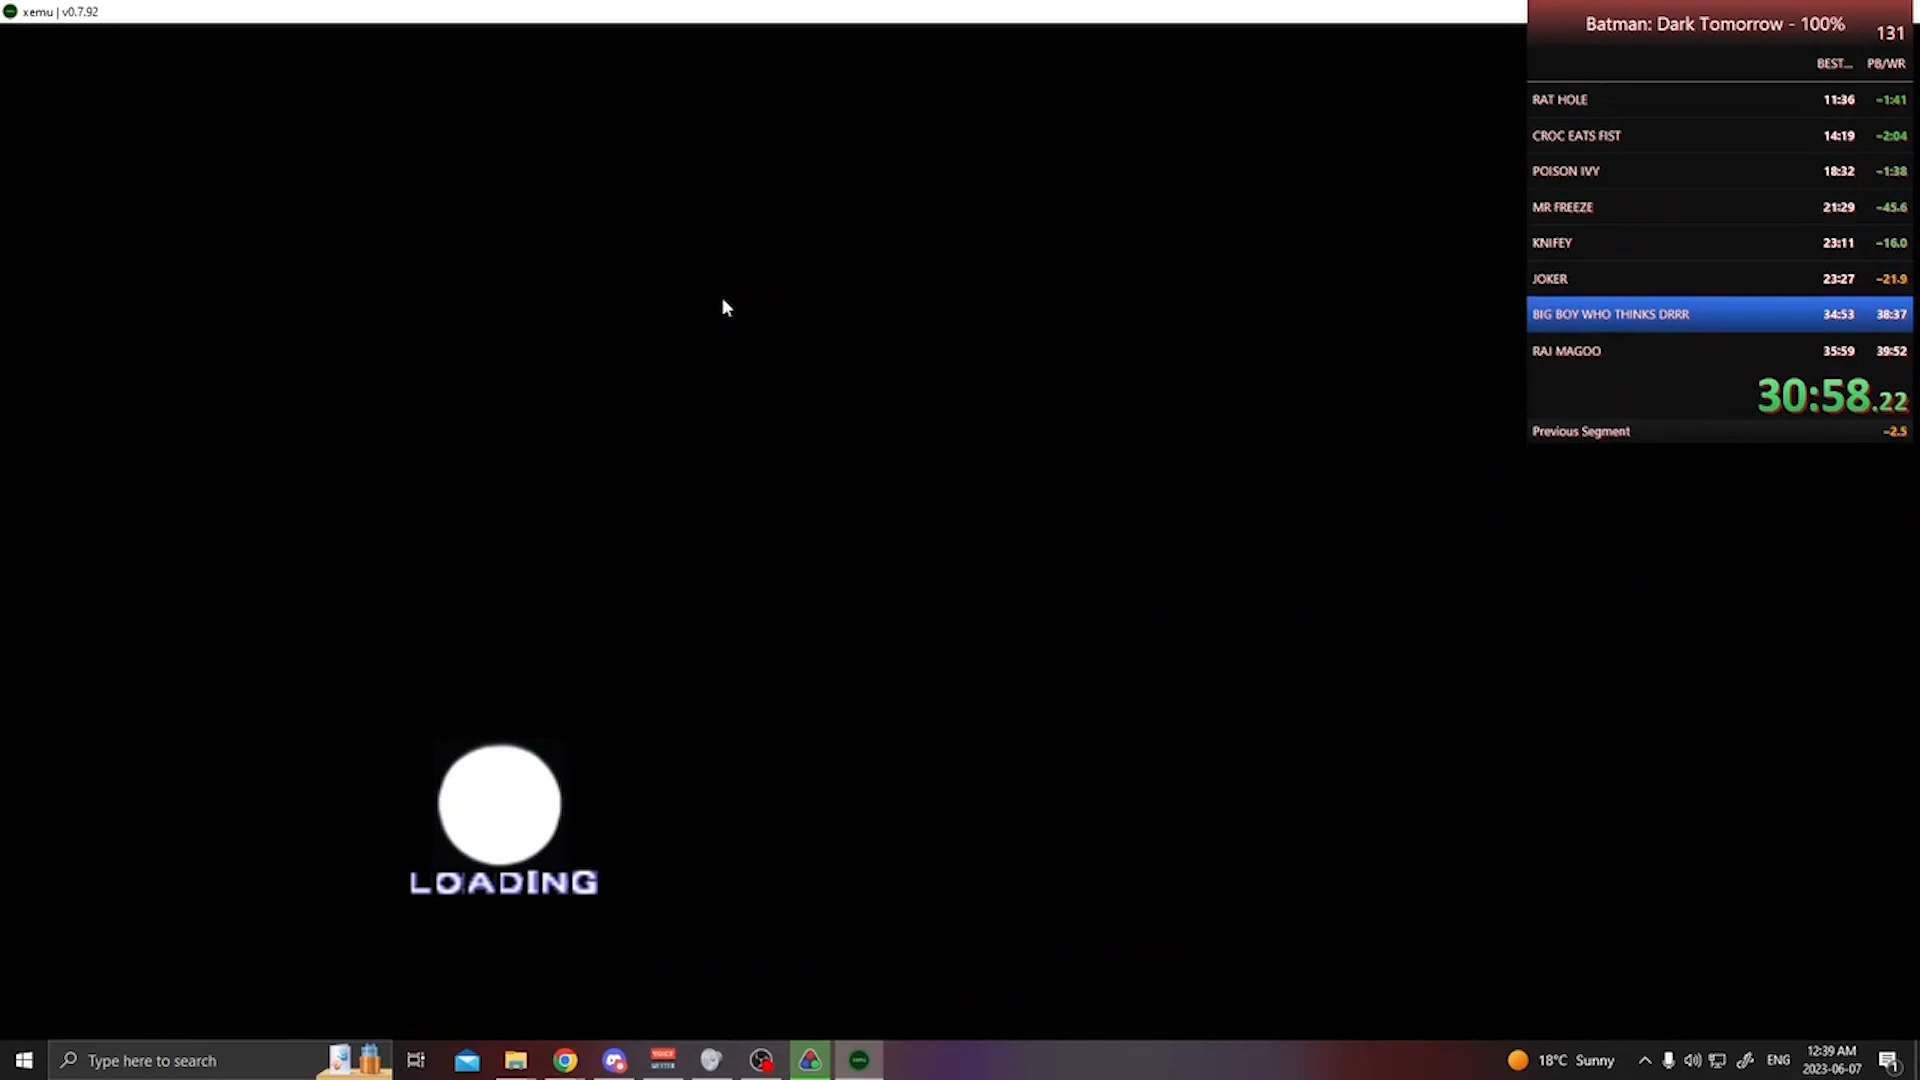 xemu | v0.7.92
Batman: Dark Tomorrow - 100%
131
BEST... PB/WR
RAT HOLE 11:36 -1:41
CROC EATS FIST 14:19 -2:04
POISON IVY 18:32 -1:38
MR FREEZE 21:29 -45.6
KNIFEY 23:11 -16.0
JOKER 23:27 -21.9
BIG BOY WHO THINKS DRRR 34:53 38:37
RAI MAGOO 35:59 39:52
30:58.22
Previous Segment -2.5
LOADING
Type here to search
18°C Sunny
ENG
12:39 AM
2023-06-07